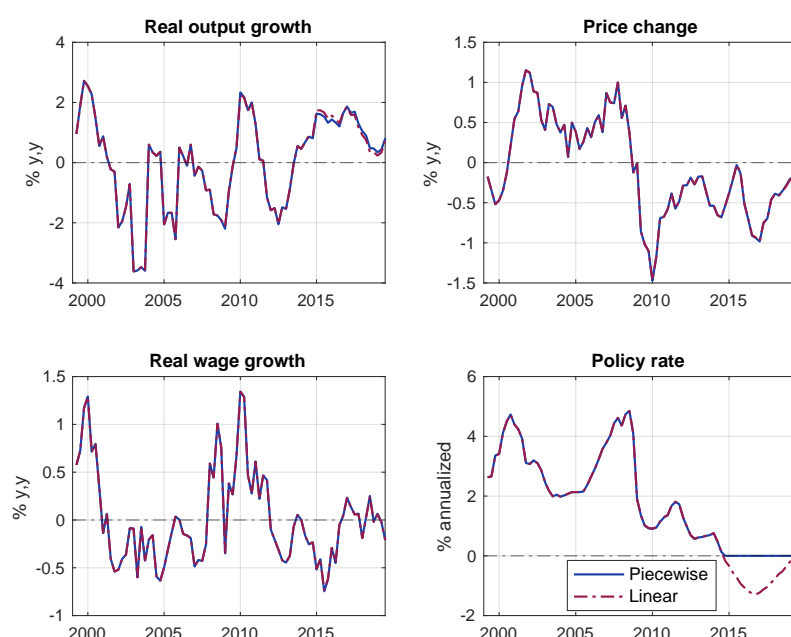 Real output growth
% y,y
4
2
0
-2
-4
2000 2005 2010 2015
Price change
% y,y
1.5
1
0.5
0
-0.5
-1
-1.5
2000 2005 2010 2015
Real wage growth
% y,y
1.5
1
0.5
0
-0.5
-1
2000 2005 2010 2015
Policy rate
% annualized
6
4
2
0
-2
Piecewise
Linear
2000 2005 2010 2015